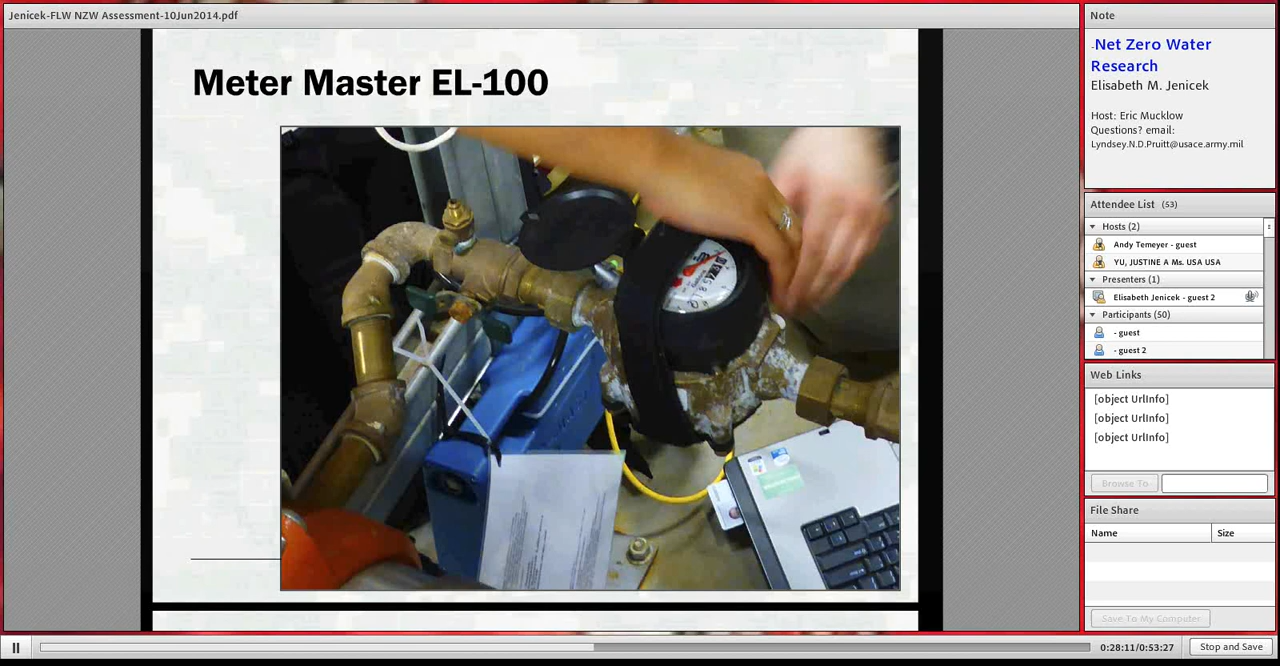 Jenicek-FLW NZW Assessment-10Jun2014.pdf
Meter Master EL-100
Note
-Net Zero Water
Research
Elisabeth M. Jenicek
Host: Eric Mucklow
Questions? email:
Lyndsey.N.D.Pruitt@usace.army.mil
Attendee List (53)
Hosts (2)
Andy Temeyer - guest
YU, JUSTINE A Ms. USA USA
Presenters (1)
Elisabeth Jenicek - guest 2
Participants (50)
- guest
- guest 2
Web Links
[object UrlInfo]
[object UrlInfo]
[object UrlInfo]
Browse To
File Share
Name Size
Save To My Computer
0:28:11/0:53:27 Stop and Save